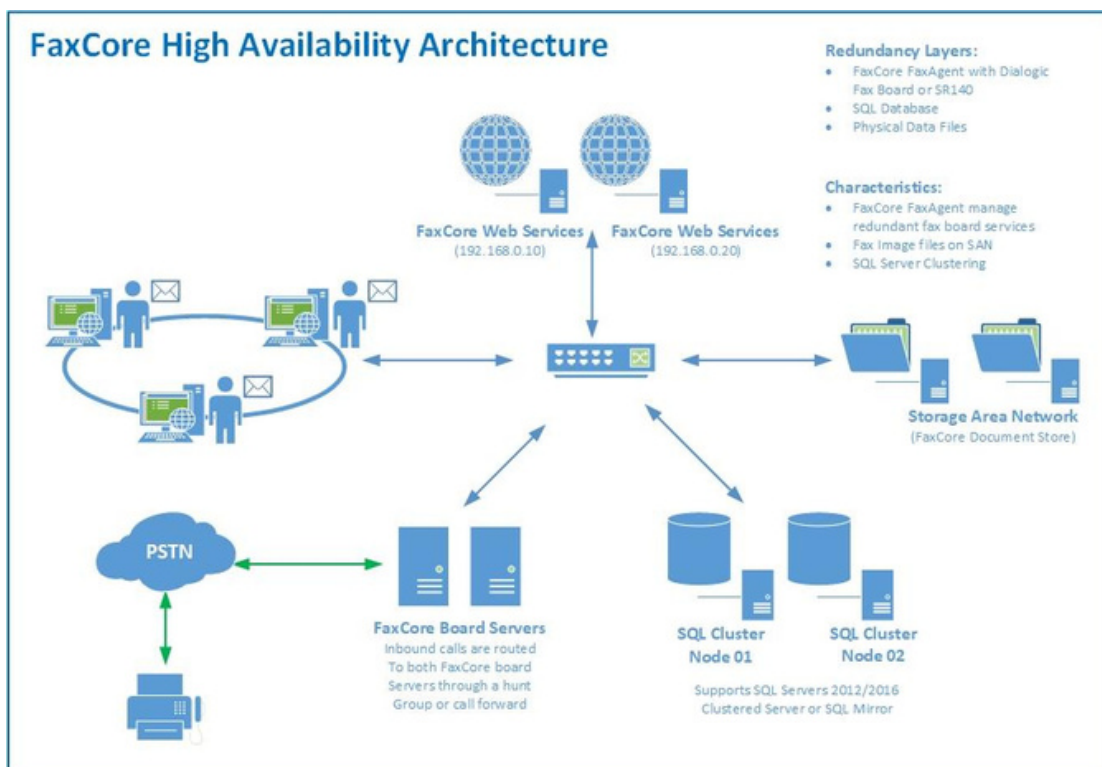 FaxCore High Availability Architecture
Redundancy Layers:
FaxCore FaxAgent with Dialogic
Fax Board or SR140
SQL Database
Physical Data Files
Characteristics:
FaxCore FaxAgent manage
redundant fax board services
Fax Image files on SAN
SQL Server Clustering
FaxCore Web Services
(192.168.0.10)
FaxCore Web Services
(192.168.0.20)
Storage Area Network
(FaxCore Document Store)
PSTN
FaxCore Board Servers
Inbound calls are routed
To both FaxCore board
Servers through a hunt
Group or call forward
SQL Cluster
Node 01
SQL Cluster
Node 02
Supports SQL Servers 2012/2016
Clustered Server or SQL Mirror